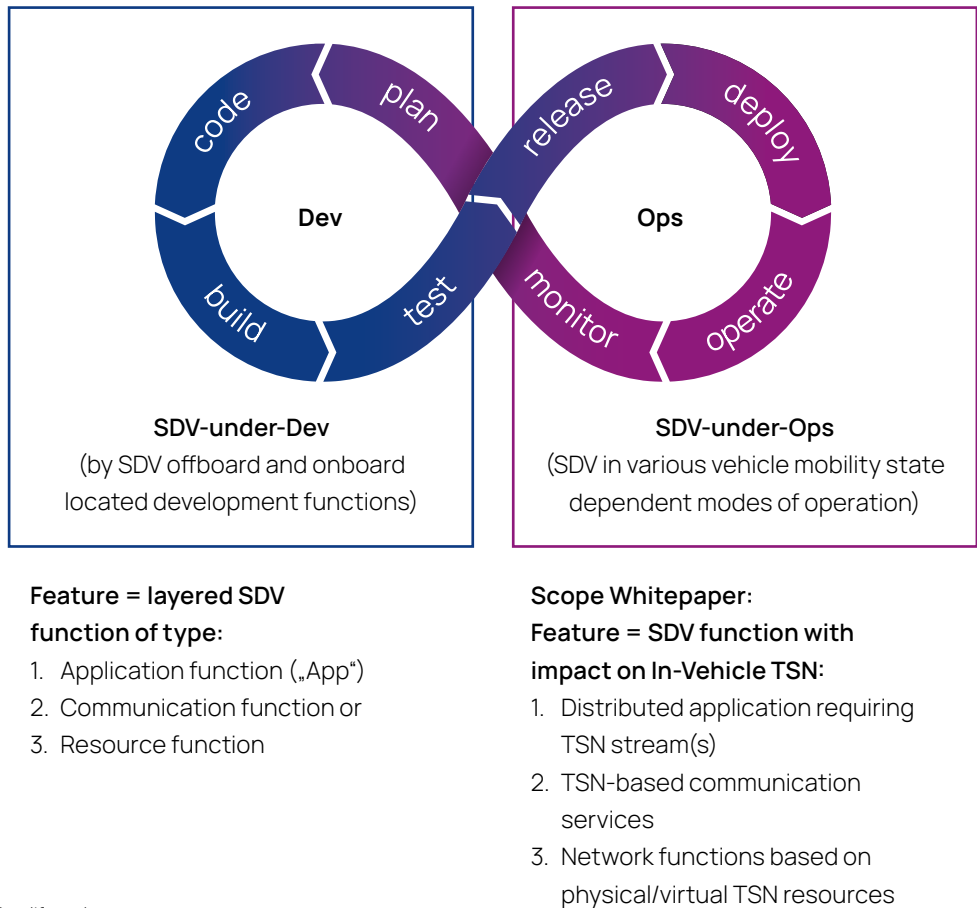 code
plan
release
deploy
Dev
Ops
build
test
monitor
operate
SDV-under-Dev
(by SDV offboard and onboard
located development functions)
SDV-under-Ops
(SDV in various vehicle mobility state
dependent modes of operation)
Feature = layered SDV
function of type:
1. Application function („App“)
2. Communication function or
3. Resource function
Scope Whitepaper:
Feature = SDV function with
impact on In-Vehicle TSN:
1. Distributed application requiring
TSN stream(s)
2. TSN-based communication
services
3. Network functions based on
physical/virtual TSN resources